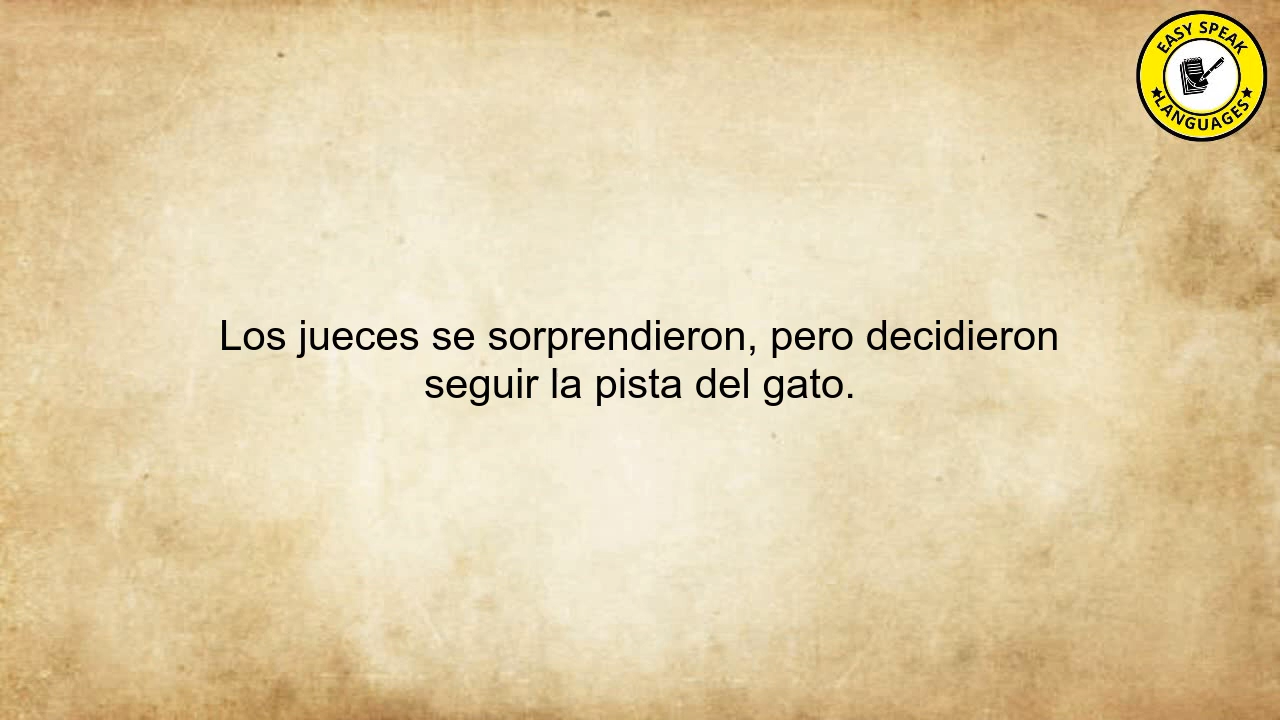 EASY SPEAK
LANGUAGES
Los jueces se sorprendieron, pero decidieron
seguir la pista del gato.